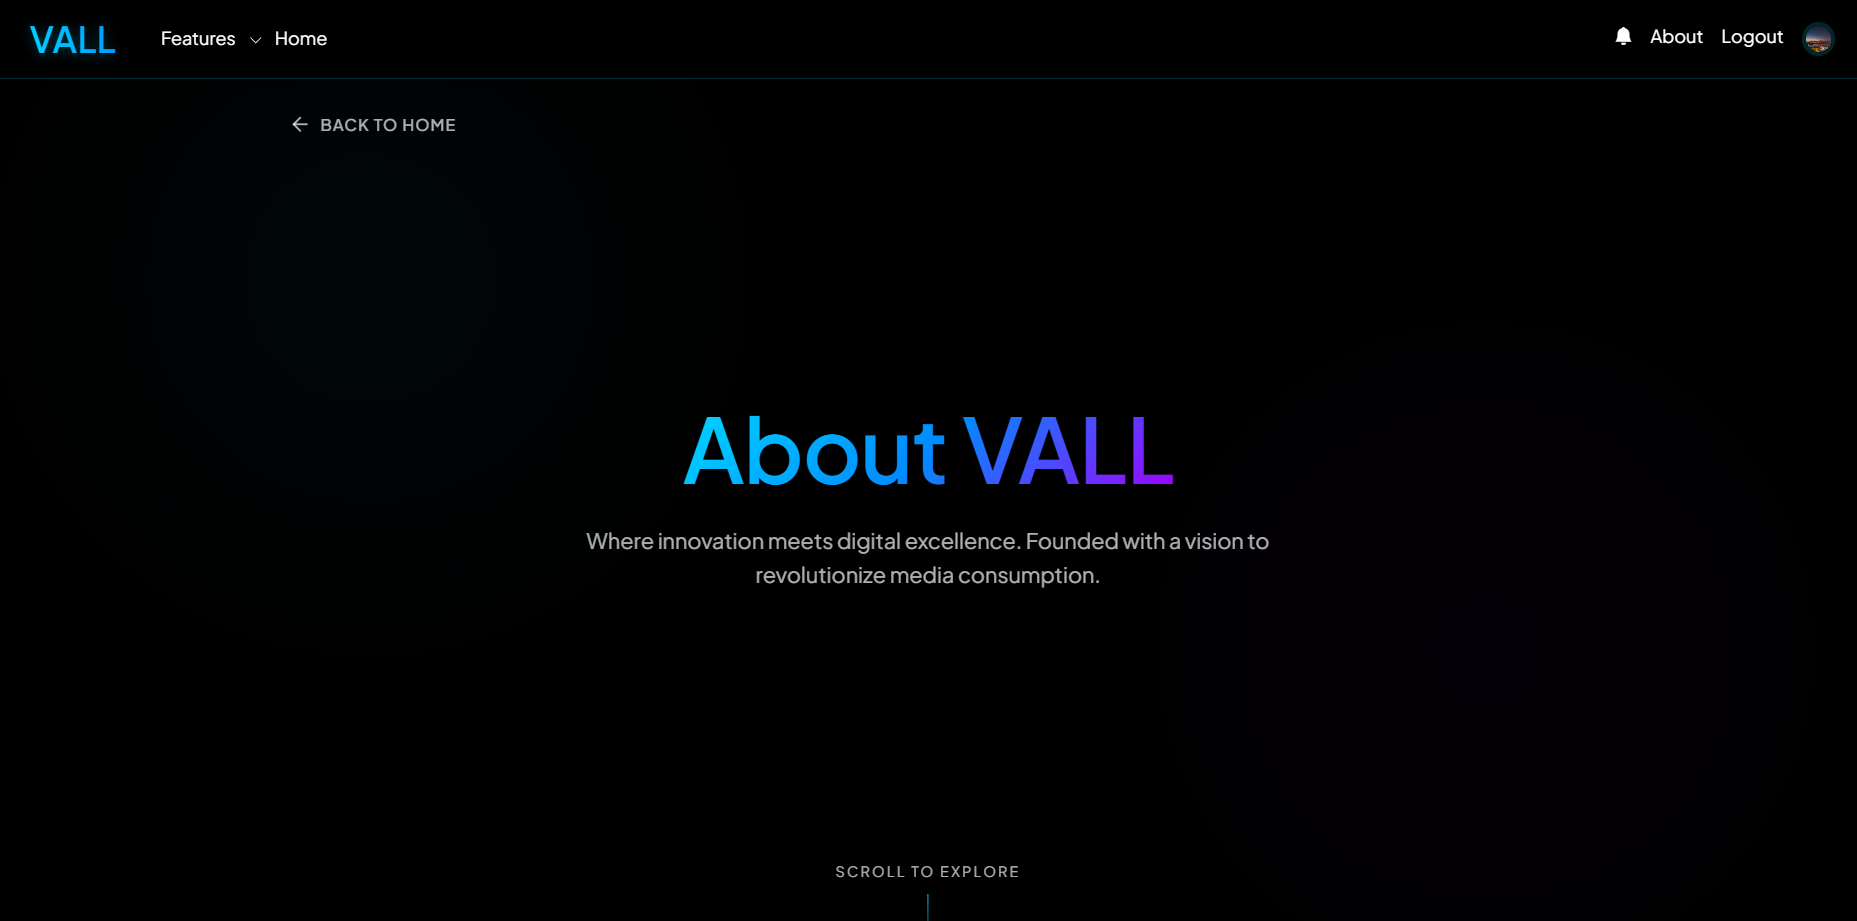 VALL
Features Home
About Logout
BACK TO HOME
About VALL
Where innovation meets digital excellence. Founded with a vision to
revolutionize media consumption.
SCROLL TO EXPLORE